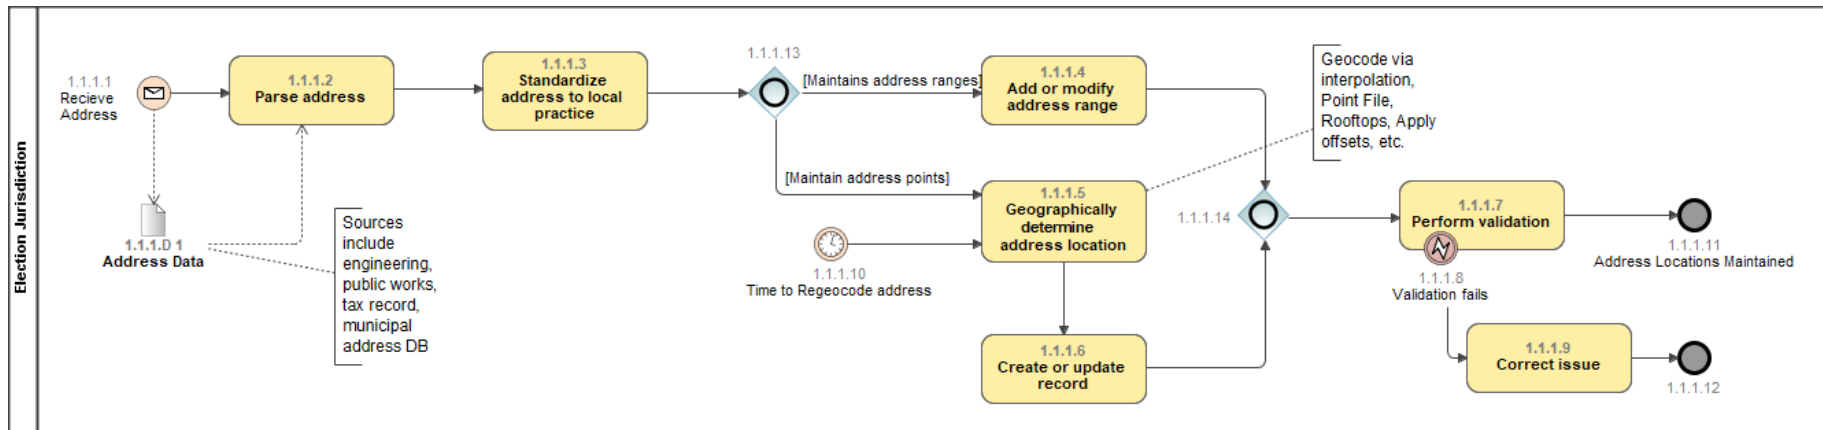 Election Jurisdiction
1.1.1.1
Recieve
Address
1.1.1.2
Parse address
1.1.1.3
Standardize
address to local
practice
1.1.1.13
[Maintains address ranges]
1.1.1.4
Add or modify
address range
Geocode via
interpolation,
Point File,
Rooftops, Apply
offsets, etc.
[Maintain address points]
1.1.1.5
Geographically
determine
address location
1.1.1.14
1.1.1.7
Perform validation
1.1.1.11
Address Locations Maintained
1.1.1.D 1
Address Data
Sources
include
engineering,
public works,
tax record,
municipal
address DB
1.1.1.10
Time to Regeocode address
1.1.1.8
Validation fails
1.1.1.6
Create or update
record
1.1.1.9
Correct issue
1.1.1.12